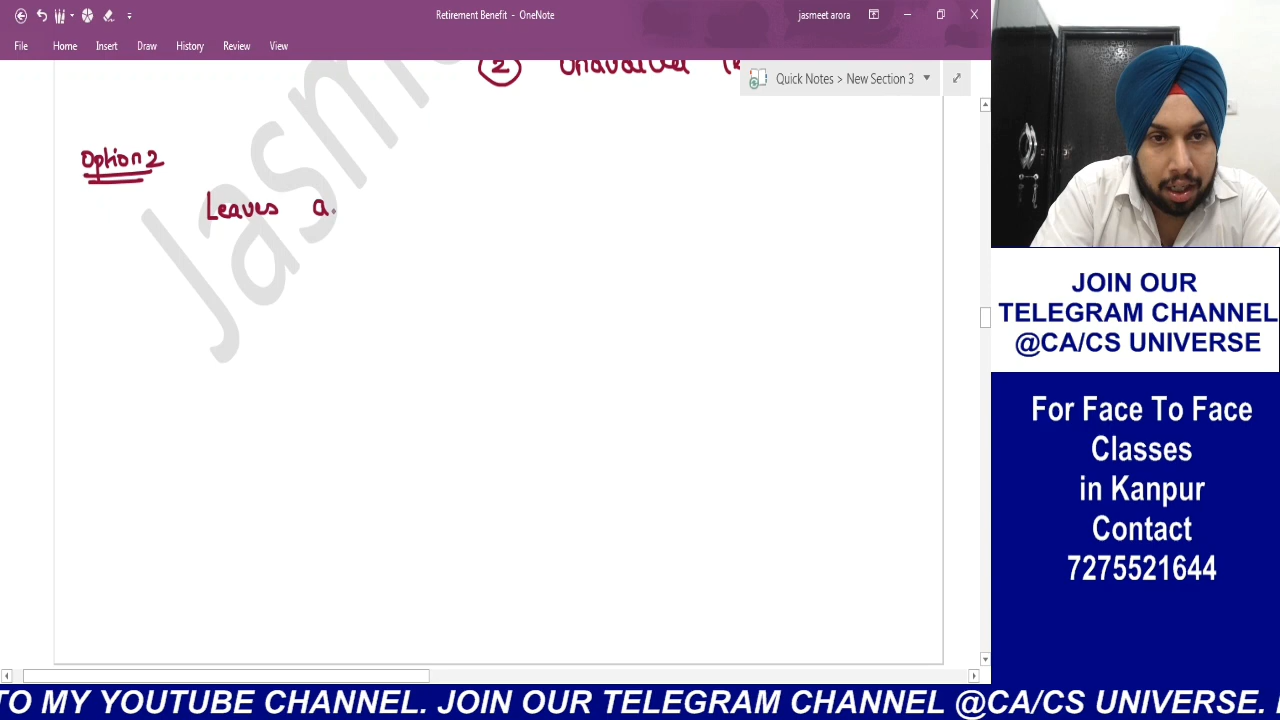 Retirement Benefit - OneNote
jasmeet arora
File Home Insert Draw History Review View
2
Quick Notes > New Section 3
Option 2
Leaves a
Jasm
JOIN OUR
TELEGRAM CHANNEL
@CA/CS UNIVERSE
For Face To Face
Classes
in Kanpur
Contact
7275521644
TO MY YOUTUBE CHANNEL. JOIN OUR TELEGRAM CHANNEL @CA/CS UNIVERSE.